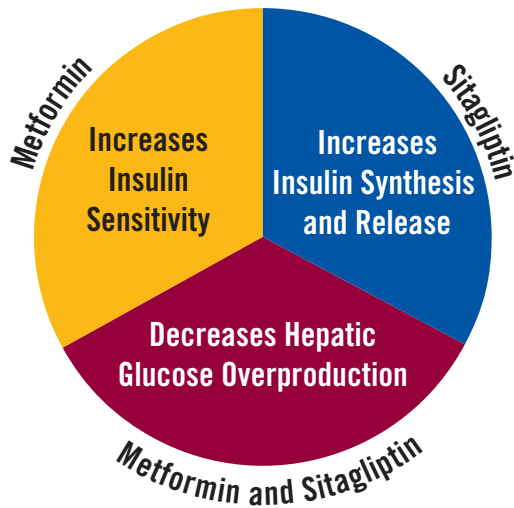 Metformin
Sitagliptin
Increases
Insulin
Sensitivity
Increases
Insulin Synthesis
and Release
Decreases Hepatic
Glucose Overproduction
Metformin and Sitagliptin